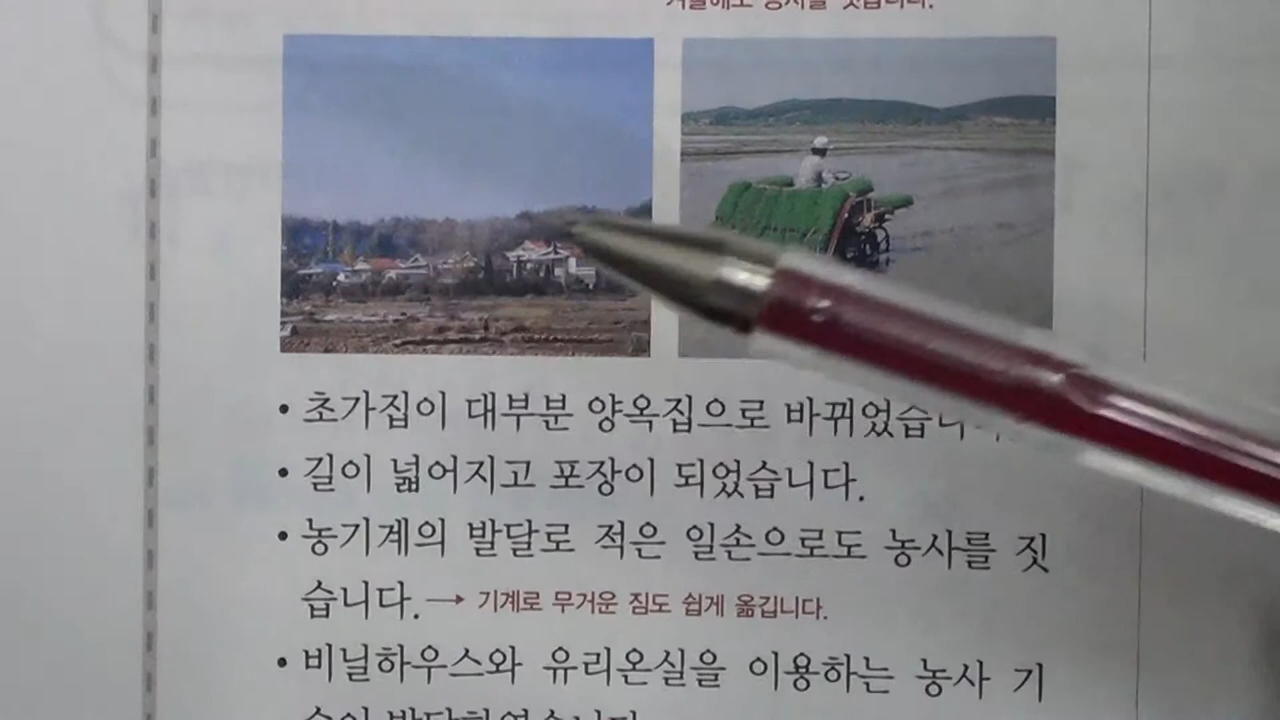 • 초가집이 대부분 양옥집으로 바뀌었습니
• 길이 넓어지고 포장이 되었습니다.
• 농기계의 발달로 적은 일손으로도 농사를 짓
습니다. → 기계로 무거운 짐도 쉽게 옮깁니다.
• 비닐하우스와 유리온실을 이용하는 농사 기